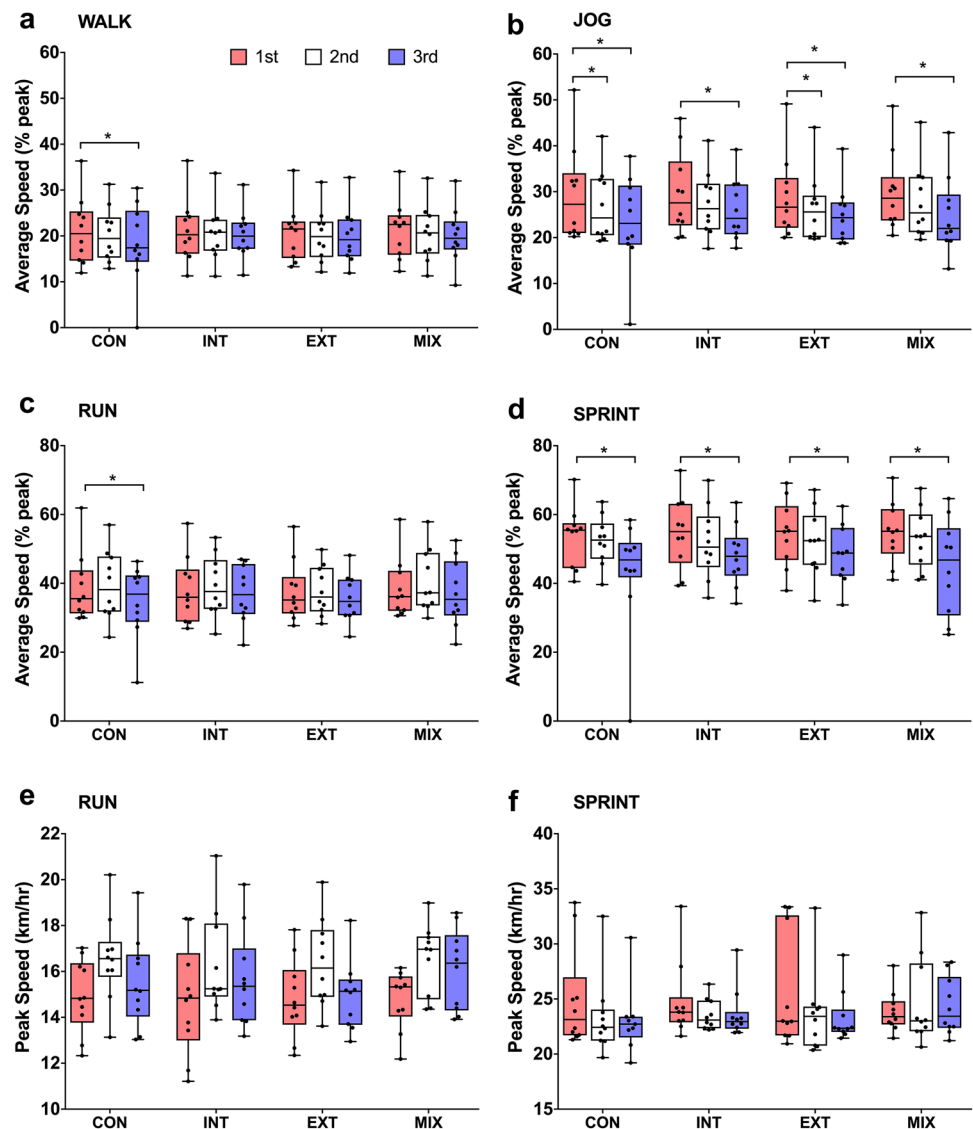 a WALK
1st 2nd 3rd
Average Speed (% peak)
60
50
40
30
20
10
0
*
CON INT EXT MIX
b JOG
Average Speed (% peak)
60
50
40
30
20
10
0
* * * * * *
CON INT EXT MIX
c RUN
Average Speed (% peak)
80
60
40
20
0
*
CON INT EXT MIX
d SPRINT
Average Speed (% peak)
80
60
40
20
0
* * * *
CON INT EXT MIX
e RUN
Peak Speed (km/hr)
22
20
18
16
14
12
10
CON INT EXT MIX
f SPRINT
Peak Speed (km/hr)
40
35
30
25
20
15
CON INT EXT MIX